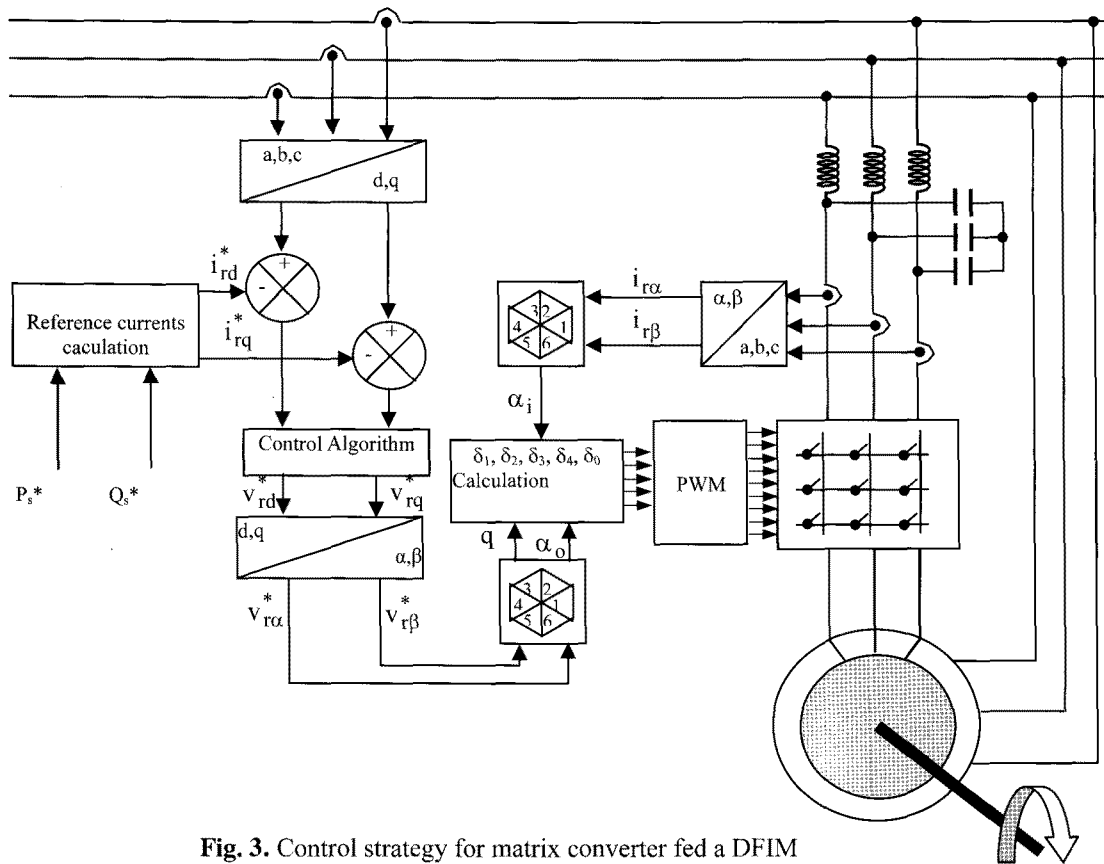 a,b,c
d,q
+
-
i*rd
Reference currents
caculation
i*rq
+
-
Ps*
Qs*
Control Algorithm
v*rd
v*rq
d,q
α,β
v*rα
v*rβ
3 2
4 1
5 6
irα
irβ
α,β
a,b,c
αi
δ1, δ2, δ3, δ4, δ0
Calculation
PWM
q
αo
3 2
4 1
5 6
Fig. 3. Control strategy for matrix converter fed a DFIM